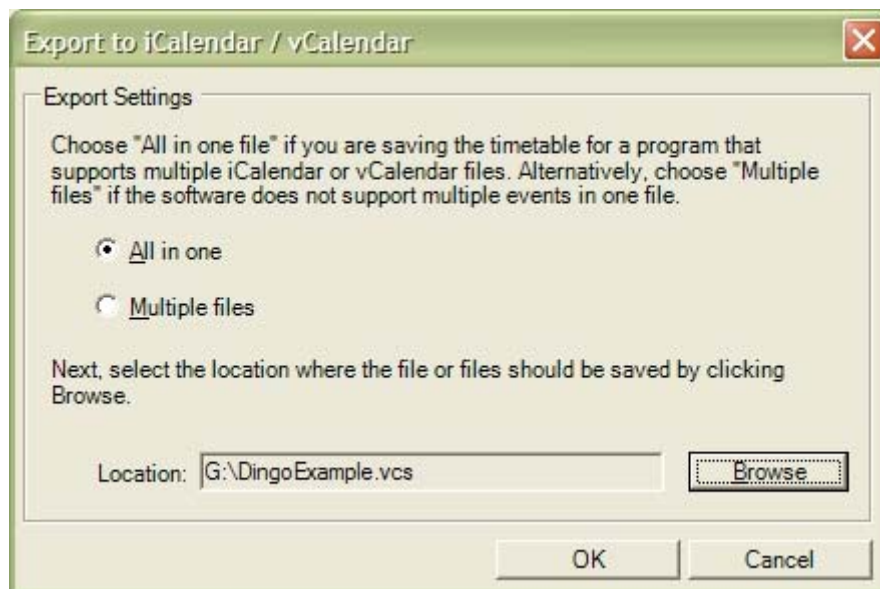 Export to iCalendar / vCalendar
Export Settings
Choose "All in one file" if you are saving the timetable for a program that
supports multiple iCalendar or vCalendar files. Alternatively, choose "Multiple
files" if the software does not support multiple events in one file.
All in one
Multiple files
Next, select the location where the file or files should be saved by clicking
Browse.
Location: G:\DingoExample.vcs Browse
OK Cancel